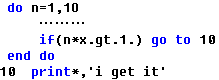 do n=1,10
………
if(n*x.gt.1.) go to 10
end do
10 print*,'i get it'